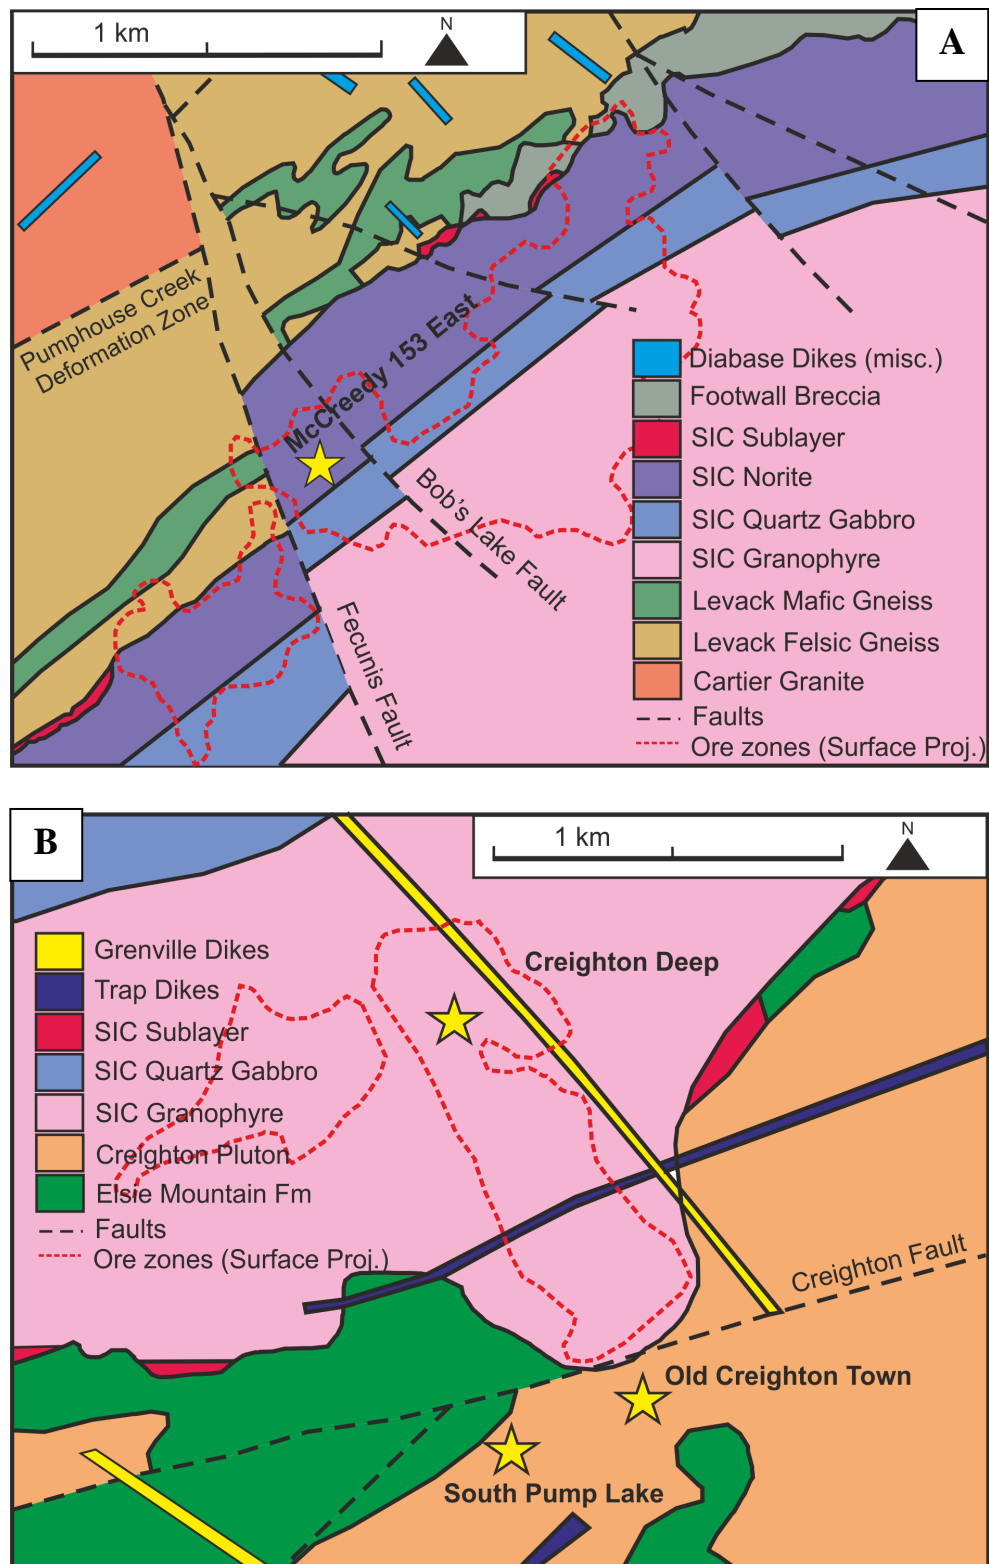 1 km
N
A
Pumphouse Creek
Deformation Zone
McCreedy 153 East
Bob's Lake Fault
Fecunis Fault
Diabase Dikes (misc.)
Footwall Breccia
SIC Sublayer
SIC Norite
SIC Quartz Gabbro
SIC Granophyre
Levack Mafic Gneiss
Levack Felsic Gneiss
Cartier Granite
Faults
Ore zones (Surface Proj.)
B
1 km
N
Grenville Dikes
Trap Dikes
SIC Sublayer
SIC Quartz Gabbro
SIC Granophyre
Creighton Pluton
Elsie Mountain Fm
Faults
Ore zones (Surface Proj.)
Creighton Deep
Creighton Fault
Old Creighton Town
South Pump Lake